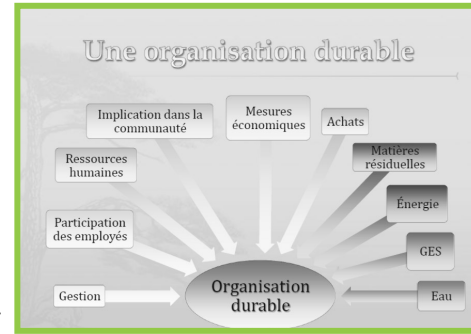 Une organisation durable
Implication dans la
communauté
Mesures
économiques
Achats
Matières
résiduelles
Ressources
humaines
Énergie
Participation
des employés
GES
Gestion
Organisation
durable
Eau